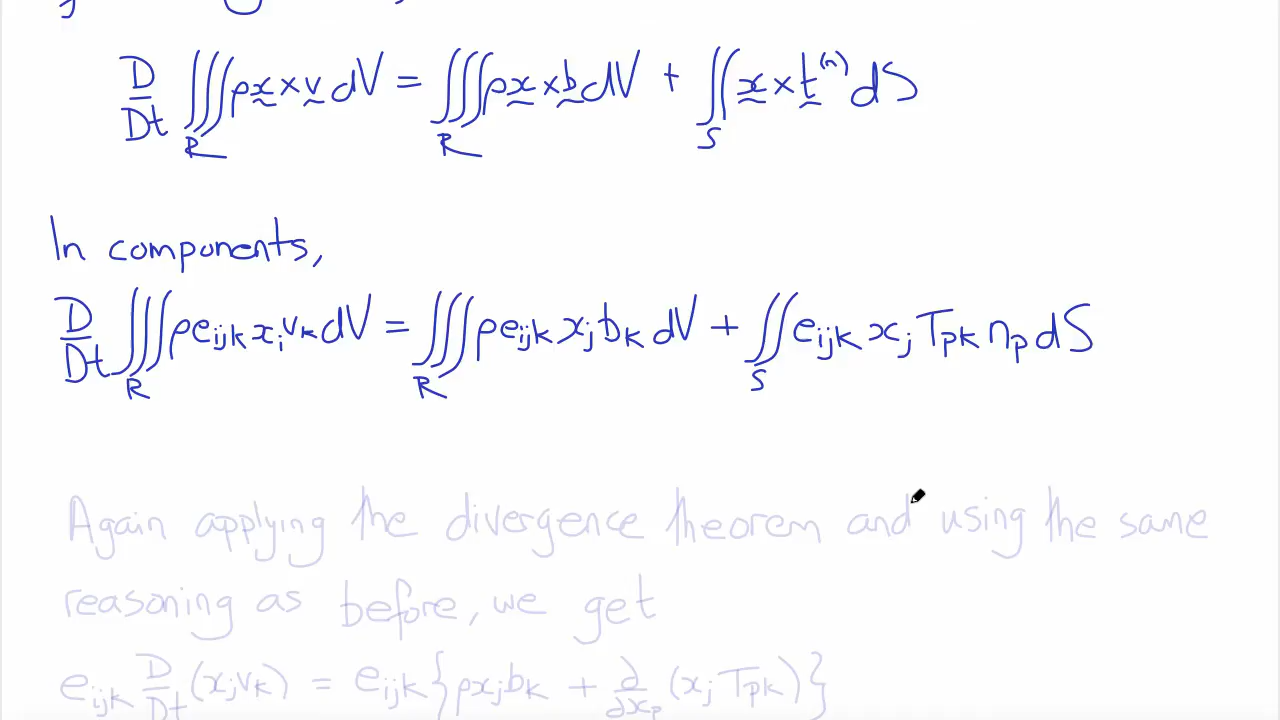 D/Dt ∭_R ρx × v dV = ∭_R ρx × b dV + ∬_S x × t^(n) dS
In components,
D/Dt ∭_R ρe_ijk x_i v_k dV = ∭_R ρe_ijk x_j b_k dV + ∬_S e_ijk x_j T_pk n_p dS
Again applying the divergence theorem and using the same
reasoning as before, we get
e_ijk D/Dt (x_j v_k) = e_ijk {ρx_j b_k + ∂/∂x_p (x_j T_pk)}